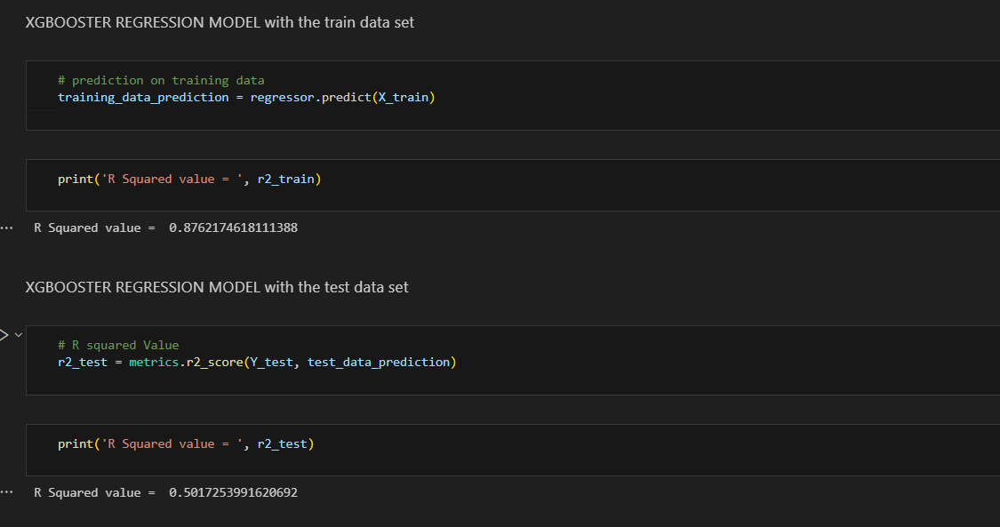 XGBOOSTER REGRESSION MODEL with the train data set
# prediction on training data
training_data_prediction = regressor.predict(X_train)
print('R Squared value = ', r2_train)
... R Squared value =  0.8762174618111388
XGBOOSTER REGRESSION MODEL with the test data set
# R squared Value
r2_test = metrics.r2_score(Y_test, test_data_prediction)
print('R Squared value = ', r2_test)
... R Squared value =  0.5017253991620692